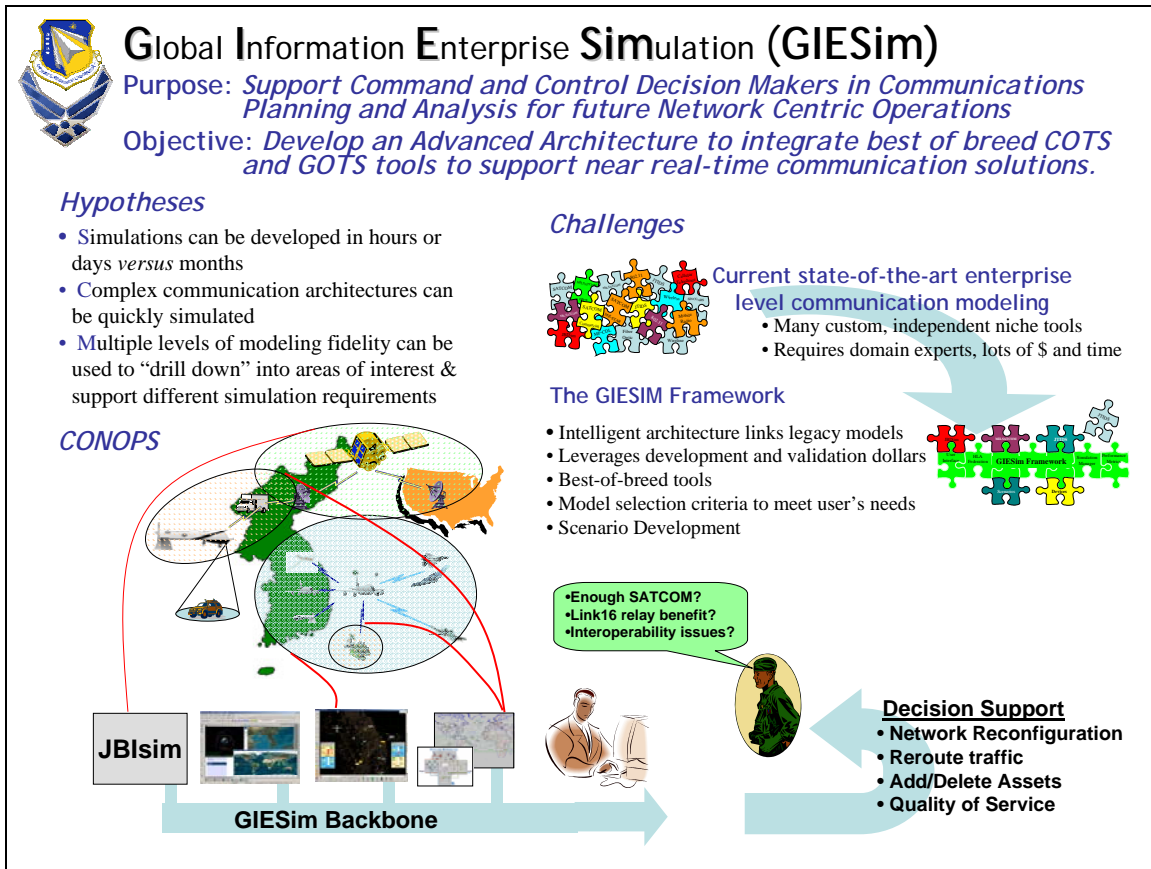 Global Information Enterprise Simulation (GIESim)
Purpose: Support Command and Control Decision Makers in Communications
Planning and Analysis for future Network Centric Operations
Objective: Develop an Advanced Architecture to integrate best of breed COTS
and GOTS tools to support near real-time communication solutions.
Hypotheses
• Simulations can be developed in hours or
days versus months
• Complex communication architectures can
be quickly simulated
• Multiple levels of modeling fidelity can be
used to “drill down” into areas of interest &
support different simulation requirements
CONOPS
Challenges
Current state-of-the-art enterprise
level communication modeling
• Many custom, independent niche tools
• Requires domain experts, lots of $ and time
SATCOM
SATCOM
SATCOM
The GIESIM Framework
• Intelligent architecture links legacy models
• Leverages development and validation dollars
• Best-of-breed tools
• Model selection criteria to meet user’s needs
• Scenario Development
GIESim Framework
•Enough SATCOM?
•Link16 relay benefit?
•Interoperability issues?
JBIsim
GIESim Backbone
Decision Support
• Network Reconfiguration
• Reroute traffic
• Add/Delete Assets
• Quality of Service